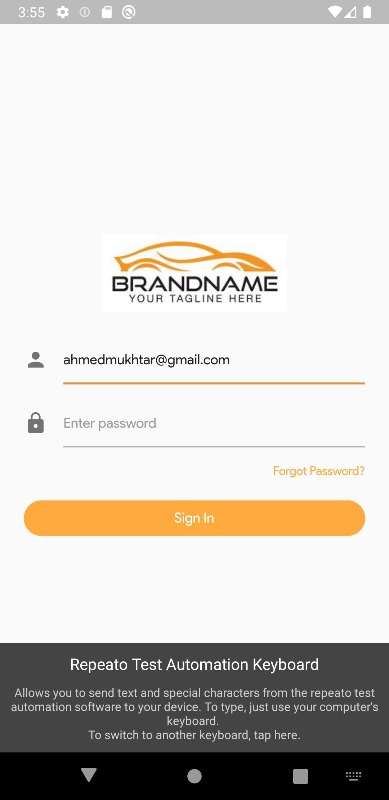 3:55
BRANDNAME
YOUR TAGLINE HERE
ahmedmukhtar@gmail.com
Enter password
Forgot Password?
Sign In
Repeato Test Automation Keyboard
Allows you to send text and special characters from the repeato test
automation software to your device. To type, just use your computer's
keyboard.
To switch to another keyboard, tap here.